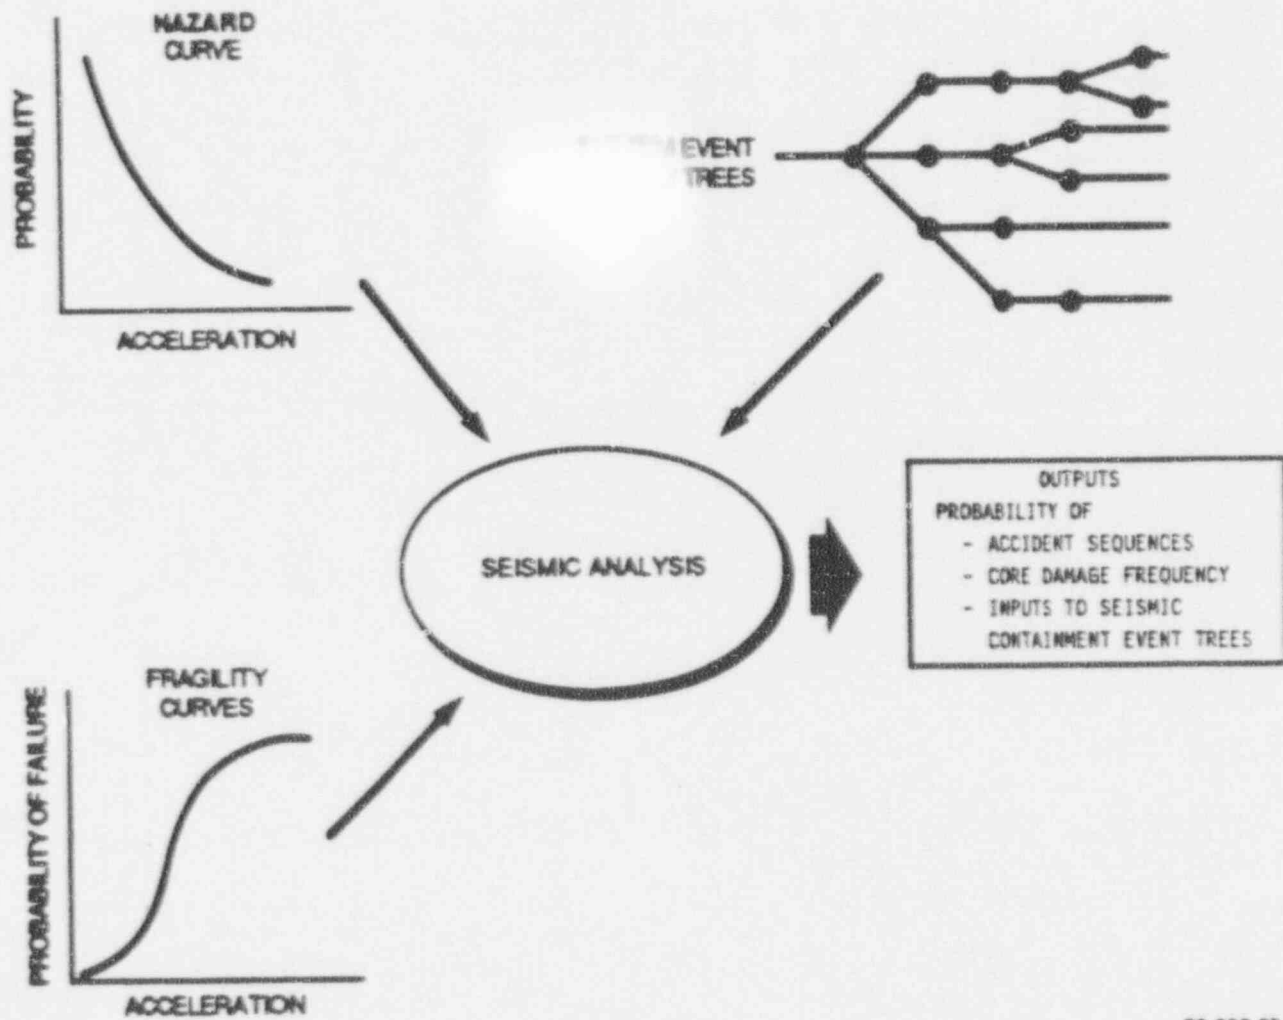 HAZARD
CURVE
PROBABILITY
ACCELERATION
EVENT
TREES
SEISMIC ANALYSIS
OUTPUTS
PROBABILITY OF
- ACCIDENT SEQUENCES
- CORE DAMAGE FREQUENCY
- INPUTS TO SEISMIC
CONTAINMENT EVENT TREES
FRAGILITY
CURVES
PROBABILITY OF FAILURE
ACCELERATION